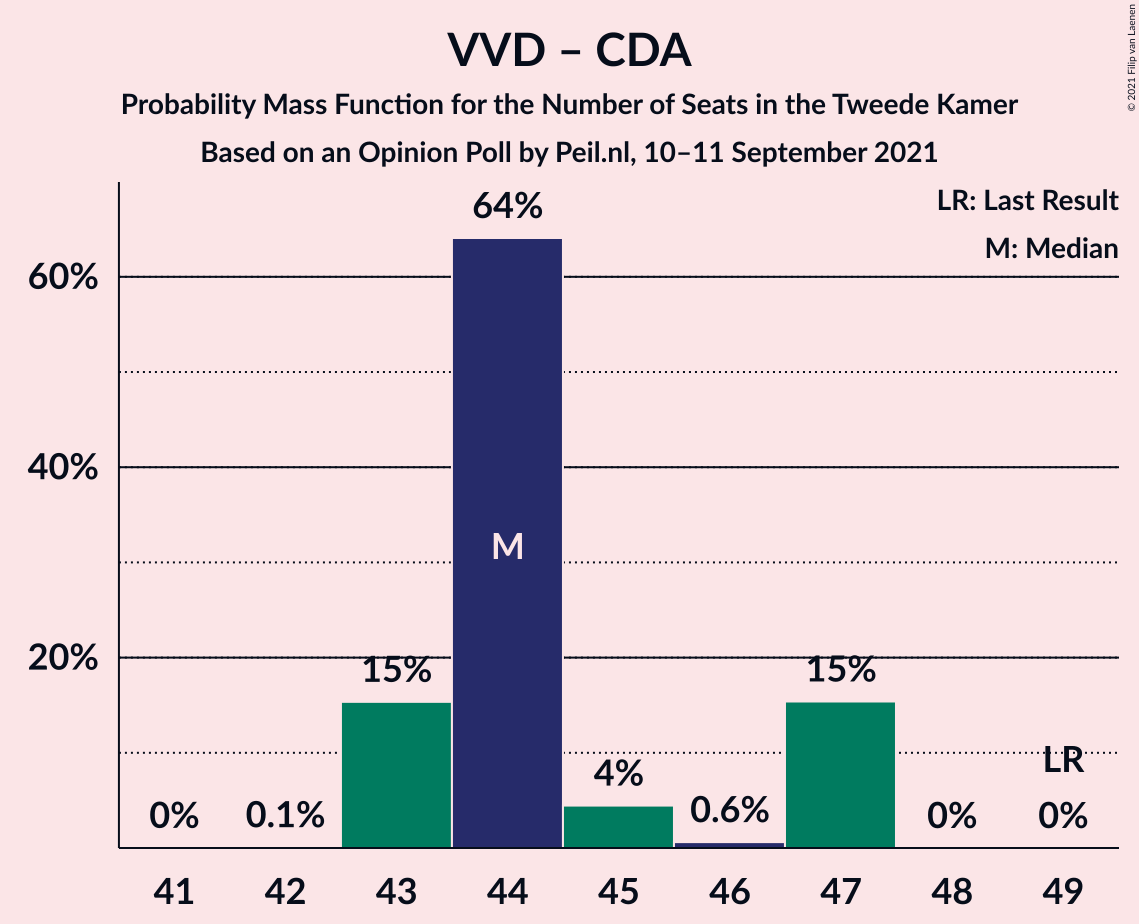 VVD – CDA
Probability Mass Function for the Number of Seats in the Tweede Kamer
Based on an Opinion Poll by Peil.nl, 10–11 September 2021
© 2021 Filip van Laenen
LR: Last Result
M: Median
60%
40%
20%
0%
0.1%
15%
64%
M
4%
0.6%
15%
0%
LR
0%
41 42 43 44 45 46 47 48 49